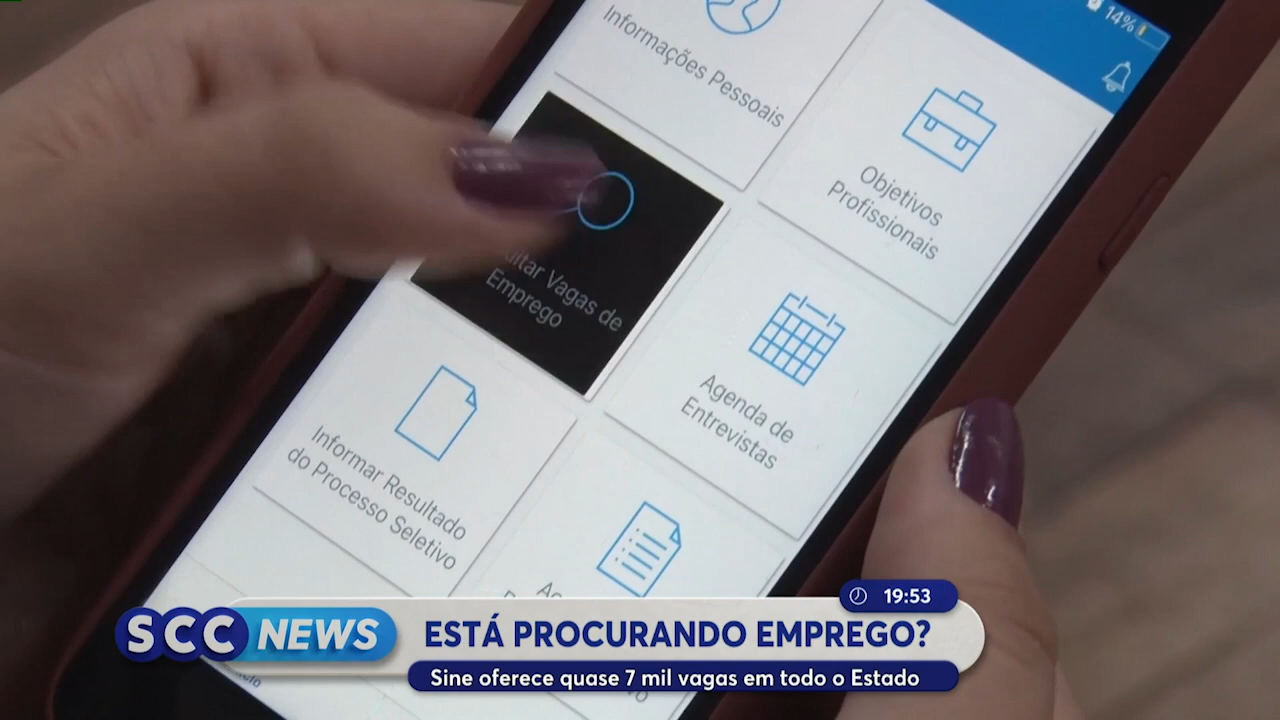 14%
Informações Pessoais
Objetivos
Profissionais
Vagas de
Emprego
Agenda de
Entrevistas
Informar Resultado
do Processo Seletivo
19:53
SCC NEWS
ESTÁ PROCURANDO EMPREGO?
Sine oferece quase 7 mil vagas em todo o Estado